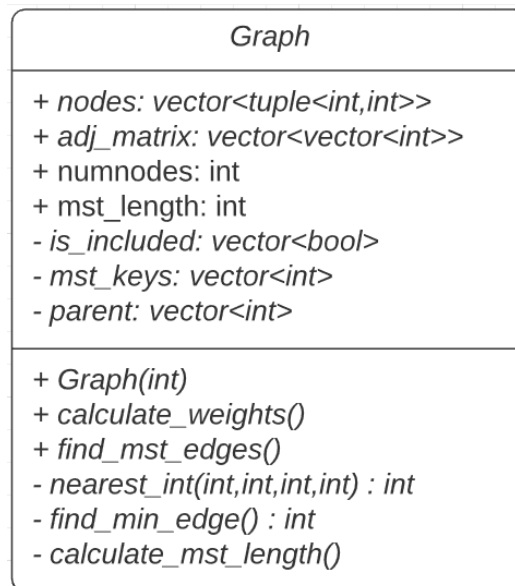 Graph
+ nodes: vector<tuple<int,int>>
+ adj_matrix: vector<vector<int>>
+ numnodes: int
+ mst_length: int
- is_included: vector<bool>
- mst_keys: vector<int>
- parent: vector<int>
+ Graph(int)
+ calculate_weights()
+ find_mst_edges()
- nearest_int(int,int,int,int) : int
- find_min_edge() : int
- calculate_mst_length()